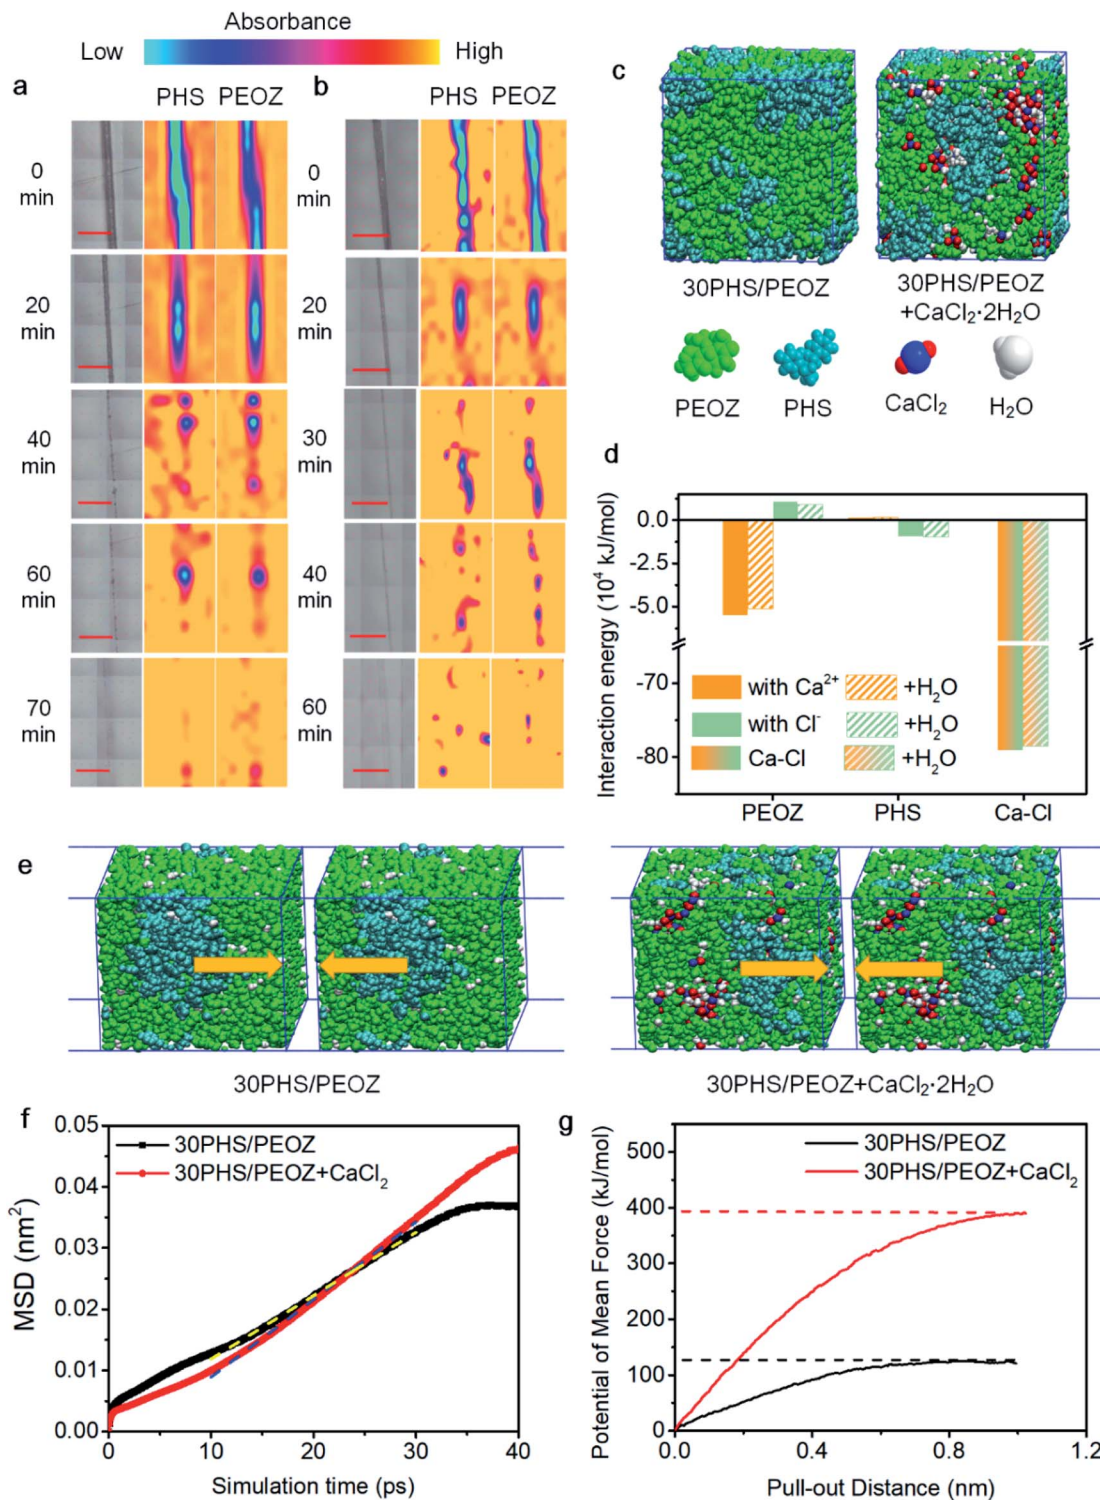 Absorbance
Low High
a PHS PEOZ b PHS PEOZ
0 min 0 min
20 min 20 min
40 min 30 min
60 min 40 min
70 min 60 min
c
30PHS/PEOZ 30PHS/PEOZ
+CaCl₂·2H₂O
PEOZ PHS CaCl₂ H₂O
d
Interaction energy (10⁴ kJ/mol)
0.0
-2.5
-5.0
-70
-80
with Ca²⁺ +H₂O
with Cl⁻ +H₂O
Ca-Cl +H₂O
PEOZ PHS Ca-Cl
e
30PHS/PEOZ 30PHS/PEOZ+CaCl₂·2H₂O
f
MSD (nm²)
0.05
0.04
0.03
0.02
0.01
0.00
30PHS/PEOZ
30PHS/PEOZ+CaCl₂
0 10 20 30 40
Simulation time (ps)
g
Potential of Mean Force (kJ/mol)
500
400
300
200
100
0
30PHS/PEOZ
30PHS/PEOZ+CaCl₂
0.0 0.4 0.8 1.2
Pull-out Distance (nm)